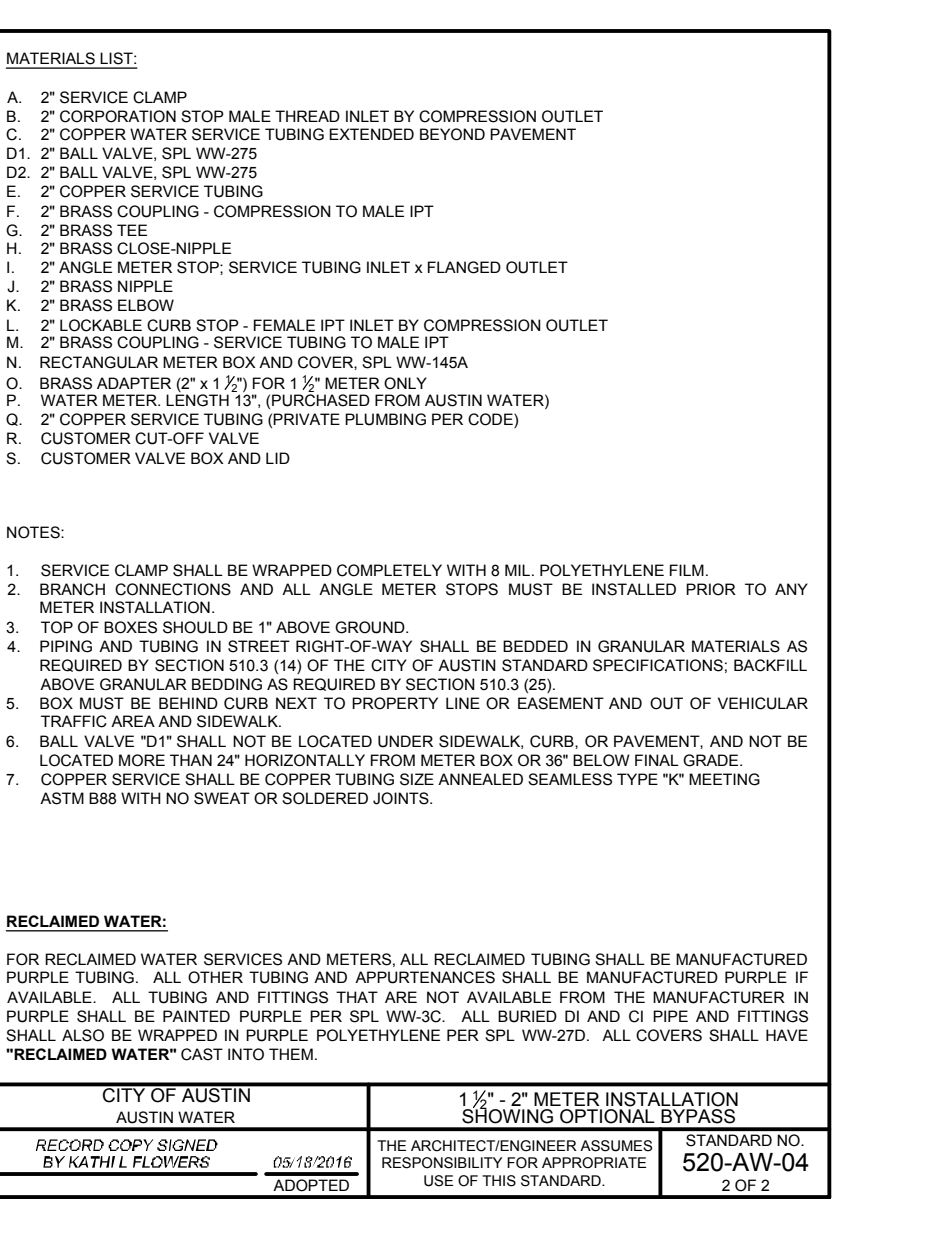 MATERIALS LIST:
A. 2" SERVICE CLAMP
B. 2" CORPORATION STOP MALE THREAD INLET BY COMPRESSION OUTLET
C. 2" COPPER WATER SERVICE TUBING EXTENDED BEYOND PAVEMENT
D1. 2" BALL VALVE, SPL WW-275
D2. 2" BALL VALVE, SPL WW-275
E. 2" COPPER SERVICE TUBING
F. 2" BRASS COUPLING - COMPRESSION TO MALE IPT
G. 2" BRASS TEE
H. 2" BRASS CLOSE-NIPPLE
I. 2" ANGLE METER STOP; SERVICE TUBING INLET x FLANGED OUTLET
J. 2" BRASS NIPPLE
K. 2" BRASS ELBOW
L. 2" LOCKABLE CURB STOP - FEMALE IPT INLET BY COMPRESSION OUTLET
M. 2" BRASS COUPLING - SERVICE TUBING TO MALE IPT
N. RECTANGULAR METER BOX AND COVER, SPL WW-145A
O. BRASS ADAPTER (2" x 1 ½") FOR 1 ½" METER ONLY
P. WATER METER. LENGTH 13", (PURCHASED FROM AUSTIN WATER)
Q. 2" COPPER SERVICE TUBING (PRIVATE PLUMBING PER CODE)
R. CUSTOMER CUT-OFF VALVE
S. CUSTOMER VALVE BOX AND LID
NOTES:
1. SERVICE CLAMP SHALL BE WRAPPED COMPLETELY WITH 8 MIL. POLYETHYLENE FILM.
2. BRANCH CONNECTIONS AND ALL ANGLE METER STOPS MUST BE INSTALLED PRIOR TO ANY
METER INSTALLATION.
3. TOP OF BOXES SHOULD BE 1" ABOVE GROUND.
4. PIPING AND TUBING IN STREET RIGHT-OF-WAY SHALL BE BEDDED IN GRANULAR MATERIALS AS
REQUIRED BY SECTION 510.3 (14) OF THE CITY OF AUSTIN STANDARD SPECIFICATIONS; BACKFILL
ABOVE GRANULAR BEDDING AS REQUIRED BY SECTION 510.3 (25).
5. BOX MUST BE BEHIND CURB NEXT TO PROPERTY LINE OR EASEMENT AND OUT OF VEHICULAR
TRAFFIC AREA AND SIDEWALK.
6. BALL VALVE "D1" SHALL NOT BE LOCATED UNDER SIDEWALK, CURB, OR PAVEMENT, AND NOT BE
LOCATED MORE THAN 24" HORIZONTALLY FROM METER BOX OR 36" BELOW FINAL GRADE.
7. COPPER SERVICE SHALL BE COPPER TUBING SIZE ANNEALED SEAMLESS TYPE "K" MEETING
ASTM B88 WITH NO SWEAT OR SOLDERED JOINTS.
RECLAIMED WATER:
FOR RECLAIMED WATER SERVICES AND METERS, ALL RECLAIMED TUBING SHALL BE MANUFACTURED
PURPLE TUBING. ALL OTHER TUBING AND APPURTENANCES SHALL BE MANUFACTURED PURPLE IF
AVAILABLE. ALL TUBING AND FITTINGS THAT ARE NOT AVAILABLE FROM THE MANUFACTURER IN
PURPLE SHALL BE PAINTED PURPLE PER SPL WW-3C. ALL BURIED DI AND CI PIPE AND FITTINGS
SHALL ALSO BE WRAPPED IN PURPLE POLYETHYLENE PER SPL WW-27D. ALL COVERS SHALL HAVE
"RECLAIMED WATER" CAST INTO THEM.
CITY OF AUSTIN
AUSTIN WATER
1 ½" - 2" METER INSTALLATION
SHOWING OPTIONAL BYPASS
RECORD COPY SIGNED
BY KATHI L FLOWERS 05/18/2016
ADOPTED
THE ARCHITECT/ENGINEER ASSUMES
RESPONSIBILITY FOR APPROPRIATE
USE OF THIS STANDARD.
STANDARD NO.
520-AW-04
2 OF 2